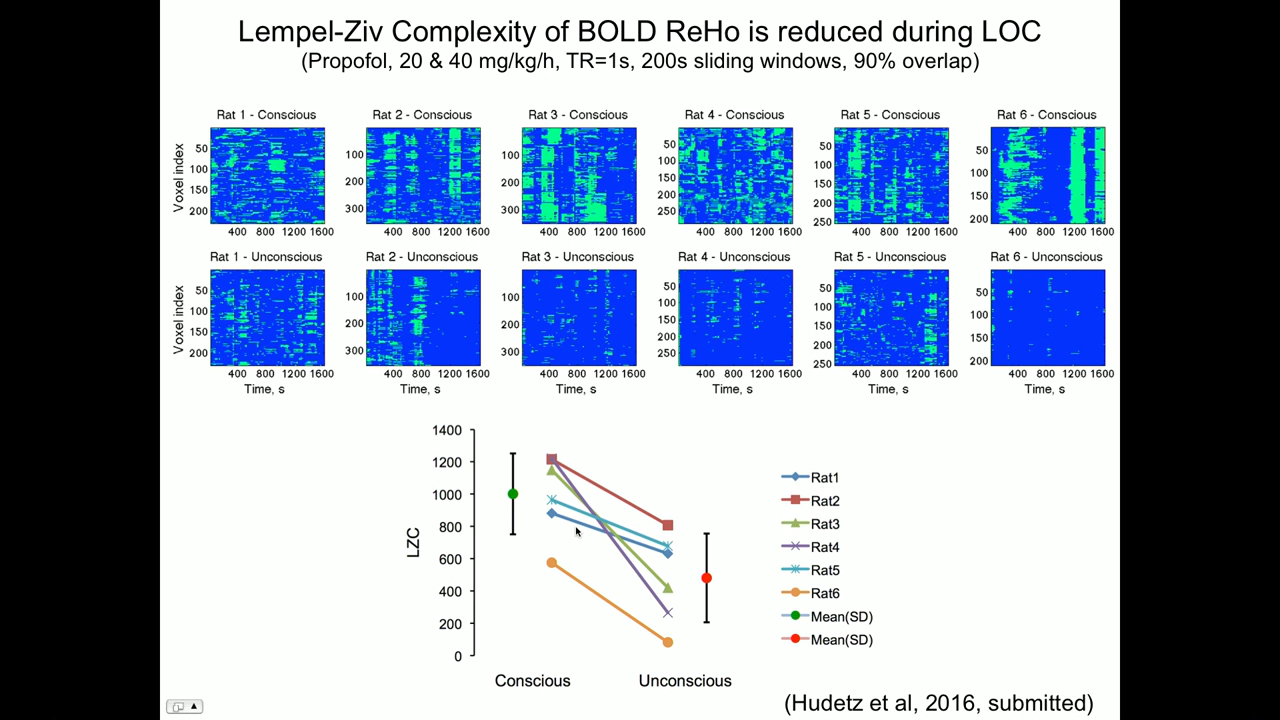 Lempel-Ziv Complexity of BOLD ReHo is reduced during LOC
(Propofol, 20 & 40 mg/kg/h, TR=1s, 200s sliding windows, 90% overlap)
Rat 1 - Conscious Rat 2 - Conscious Rat 3 - Conscious Rat 4 - Conscious Rat 5 - Conscious Rat 6 - Conscious
Voxel index
50 100 150 200
100 200 300
100 200 300
50 100 150 200 250
50 100 150 200 250
50 100 150 200
400 800 1200 1600 400 800 1200 1600 400 800 1200 1600 400 800 1200 1600 400 800 1200 1600 400 800 1200 1600
Rat 1 - Unconscious Rat 2 - Unconscious Rat 3 - Unconscious Rat 4 - Unconscious Rat 5 - Unconscious Rat 6 - Unconscious
Voxel index
50 100 150 200
100 200 300
100 200 300
50 100 150 200 250
50 100 150 200 250
50 100 150 200
400 800 1200 1600 400 800 1200 1600 400 800 1200 1600 400 800 1200 1600 400 800 1200 1600 400 800 1200 1600
Time, s Time, s Time, s Time, s Time, s Time, s
LZC
1400
1200
1000
800
600
400
200
0
Conscious Unconscious
Rat1
Rat2
Rat3
Rat4
Rat5
Rat6
Mean(SD)
Mean(SD)
(Hudetz et al, 2016, submitted)